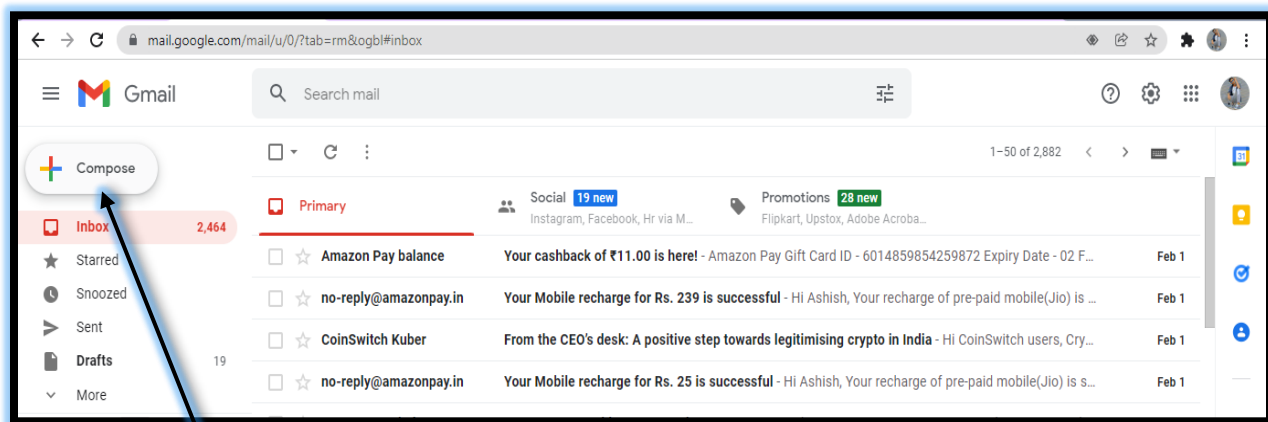 mail.google.com/mail/u/0/?tab=rm&ogbl#inbox
Gmail
Search mail
Compose
1–50 of 2,882
31
Primary
Social 19 new
Instagram, Facebook, Hr via M...
Promotions 28 new
Flipkart, Upstox, Adobe Acroba...
Inbox 2,464
Starred
Snoozed
Sent
Drafts 19
More
Amazon Pay balance Your cashback of ₹11.00 is here! - Amazon Pay Gift Card ID - 6014859854259872 Expiry Date - 02 F... Feb 1
no-reply@amazonpay.in Your Mobile recharge for Rs. 239 is successful - Hi Ashish, Your recharge of pre-paid mobile(Jio) is ... Feb 1
CoinSwitch Kuber From the CEO's desk: A positive step towards legitimising crypto in India - Hi CoinSwitch users, Cry... Feb 1
no-reply@amazonpay.in Your Mobile recharge for Rs. 25 is successful - Hi Ashish, Your recharge of pre-paid mobile(Jio) is s... Feb 1